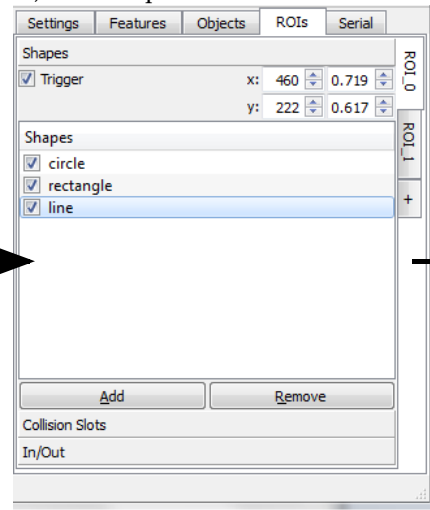 Settings Features Objects ROIs Serial
Shapes
Trigger x: 460 0.719
y: 222 0.617
ROI_0
ROI_1
+
Shapes
circle
rectangle
line
Add Remove
Collision Slots
In/Out